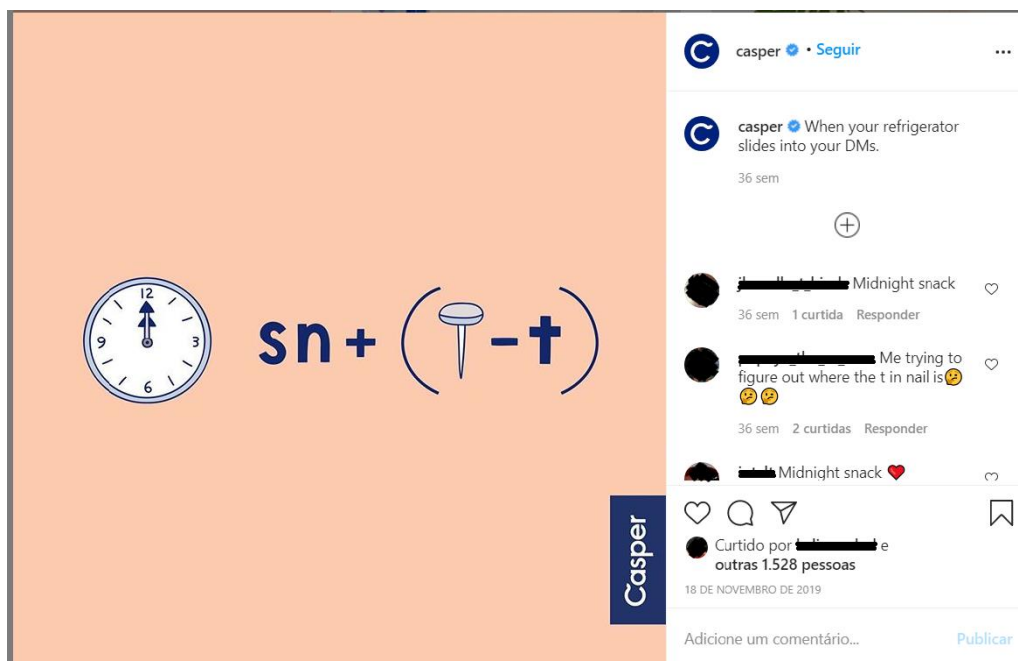 12
9
3
6
sn + ( - t )
Casper
casper • Seguir
casper When your refrigerator
slides into your DMs.
36 sem
Midnight snack
36 sem 1 curtida Responder
Me trying to
figure out where the t in nail is🤔
🤔🤔
36 sem 2 curtidas Responder
Midnight snack ❤️
Curtido por e
outras 1.528 pessoas
18 DE NOVEMBRO DE 2019
Adicione um comentário... Publicar